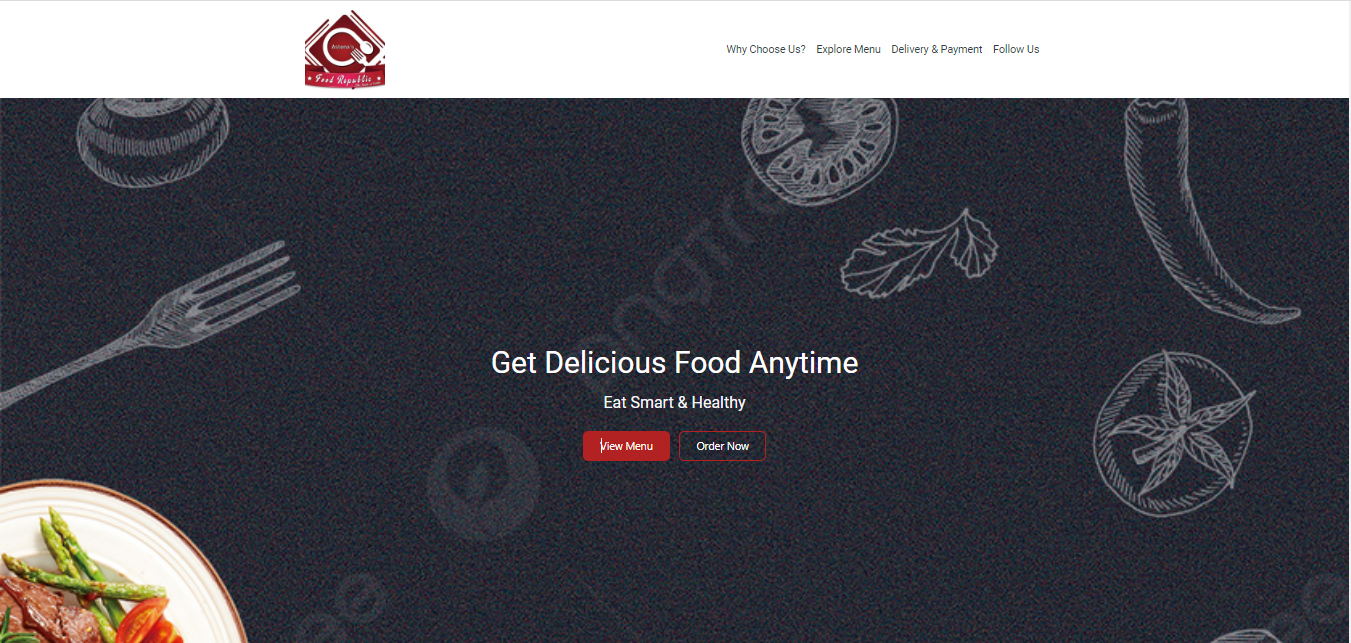 Food Republic
Why Choose Us? Explore Menu Delivery & Payment Follow Us
Get Delicious Food Anytime
Eat Smart & Healthy
View Menu Order Now